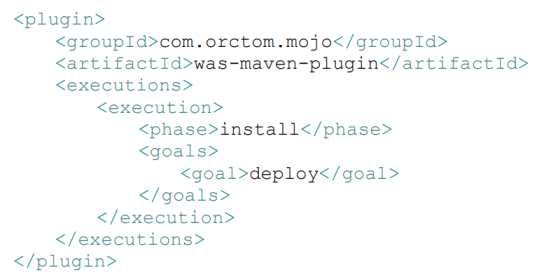 <plugin>
    <groupId>com.orctom.mojo</groupId>
    <artifactId>was-maven-plugin</artifactId>
    <executions>
        <execution>
            <phase>install</phase>
            <goals>
                <goal>deploy</goal>
            </goals>
        </execution>
    </executions>
</plugin>